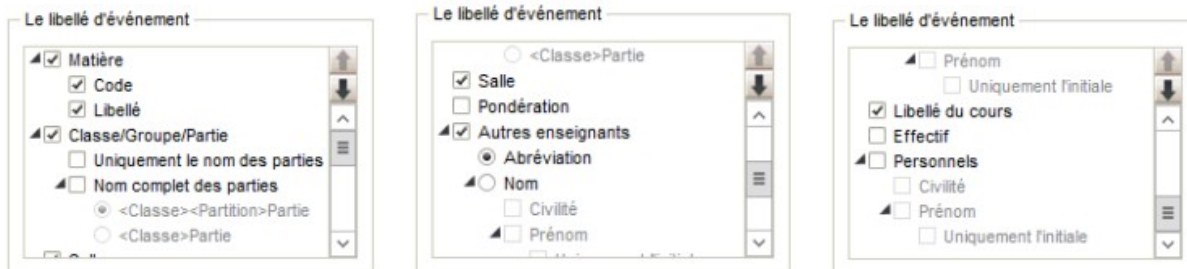 Le libellé d'événement
Matière
Code
Libellé
Classe/Groupe/Partie
Uniquement le nom des parties
Nom complet des parties
<Classe><Partition>Partie
<Classe>Partie
Le libellé d'événement
<Classe>Partie
Salle
Pondération
Autres enseignants
Abréviation
Nom
Civilité
Prénom
Le libellé d'événement
Prénom
Uniquement l'initiale
Libellé du cours
Effectif
Personnels
Civilité
Prénom
Uniquement l'initiale